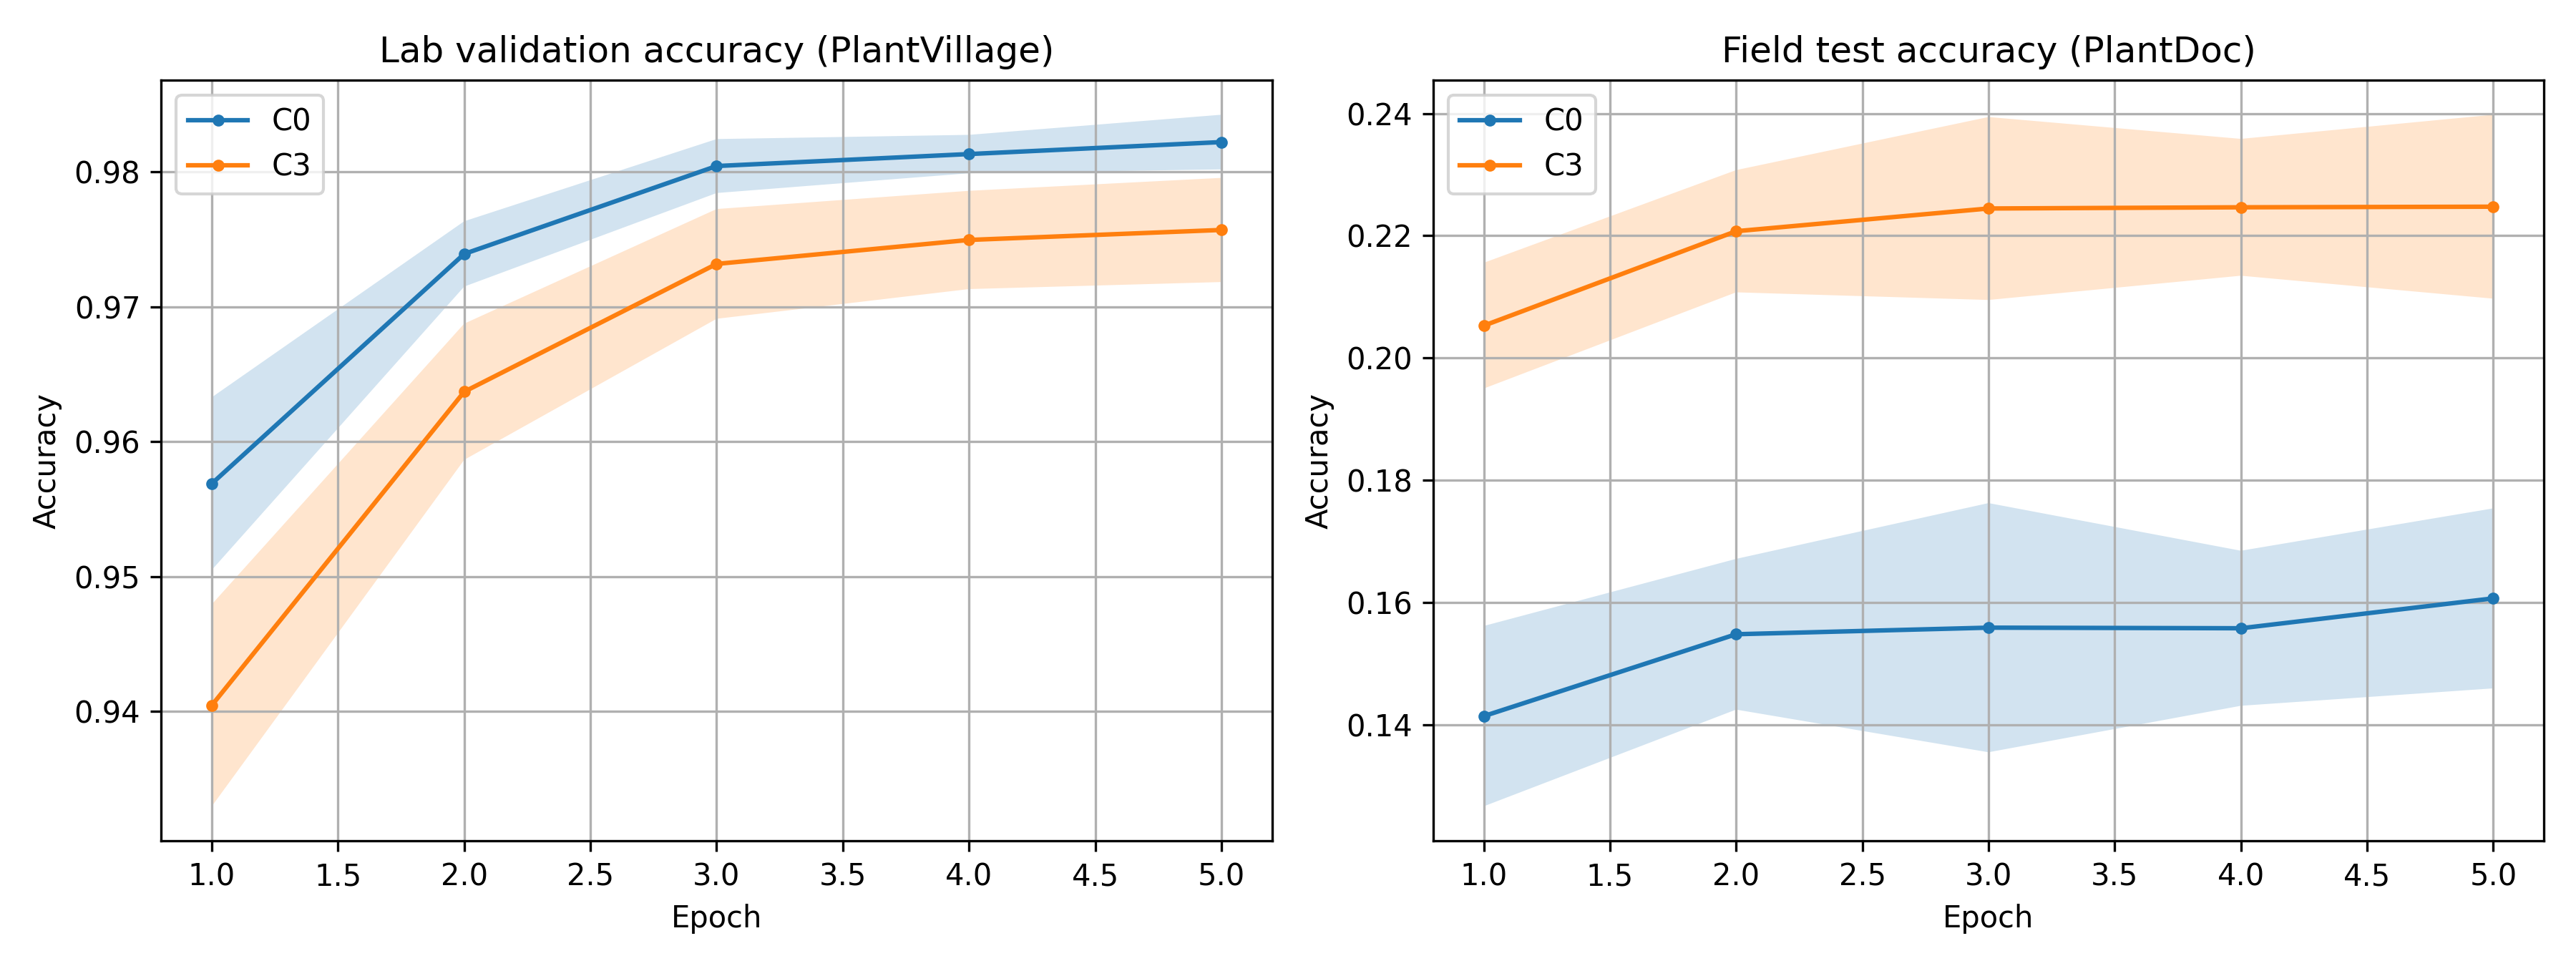 Lab validation accuracy (PlantVillage)
C0
C3
Accuracy
0.98
0.97
0.96
0.95
0.94
1.0 1.5 2.0 2.5 3.0 3.5 4.0 4.5 5.0
Epoch
Field test accuracy (PlantDoc)
C0
C3
Accuracy
0.24
0.22
0.20
0.18
0.16
0.14
1.0 1.5 2.0 2.5 3.0 3.5 4.0 4.5 5.0
Epoch